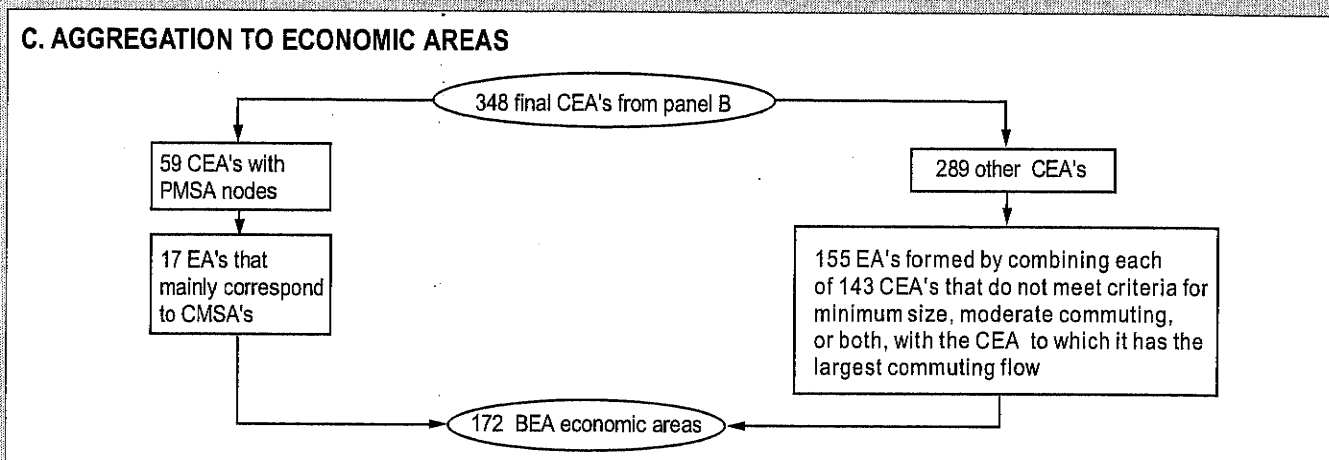 C. AGGREGATION TO ECONOMIC AREAS
348 final CEA's from panel B
59 CEA's with
PMSA nodes
289 other CEA's
17 EA's that
mainly correspond
to CMSA's
155 EA's formed by combining each
of 143 CEA's that do not meet criteria for
minimum size, moderate commuting,
or both, with the CEA to which it has the
largest commuting flow
172 BEA economic areas